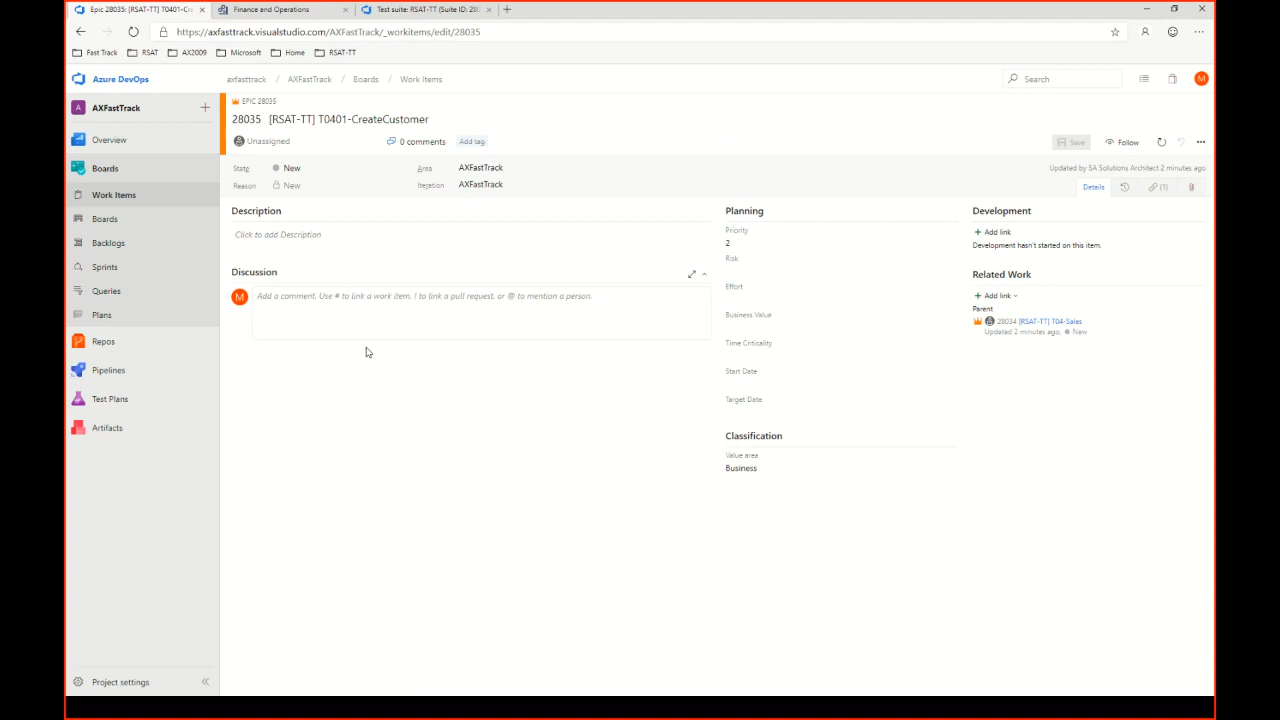 Epic 28035: [RSAT-TT] T0401-Cre
Finance and Operations
Test suite: RSAT-TT (Suite ID: 28
https://axfasttrack.visualstudio.com/AXFastTrack/_workitems/edit/28035
Fast Track
RSAT
AX2009
Microsoft
Home
RSAT-TT
Azure DevOps
axfasttrack / AXFastTrack / Boards / Work Items
Search
M
A AXFastTrack
EPIC 28035
28035 [RSAT-TT] T0401-CreateCustomer
Overview
Unassigned
0 comments
Add tag
Save
Follow
Boards
State
New
Area
AXFastTrack
Updated by SA Solutions Architect 2 minutes ago
Reason
New
Iteration
AXFastTrack
Details
(1)
Work Items
Boards
Backlogs
Sprints
Queries
Plans
Repos
Pipelines
Test Plans
Artifacts
Project settings
Description
Click to add Description
Discussion
M
Add a comment. Use # to link a work item, ! to link a pull request, or @ to mention a person.
Planning
Priority
2
Risk
Effort
Business Value
Time Criticality
Start Date
Target Date
Classification
Value area
Business
Development
Add link
Development hasn't started on this item.
Related Work
Add link
Parent
28034 [RSAT-TT] T04-Sales
Updated 2 minutes ago, New